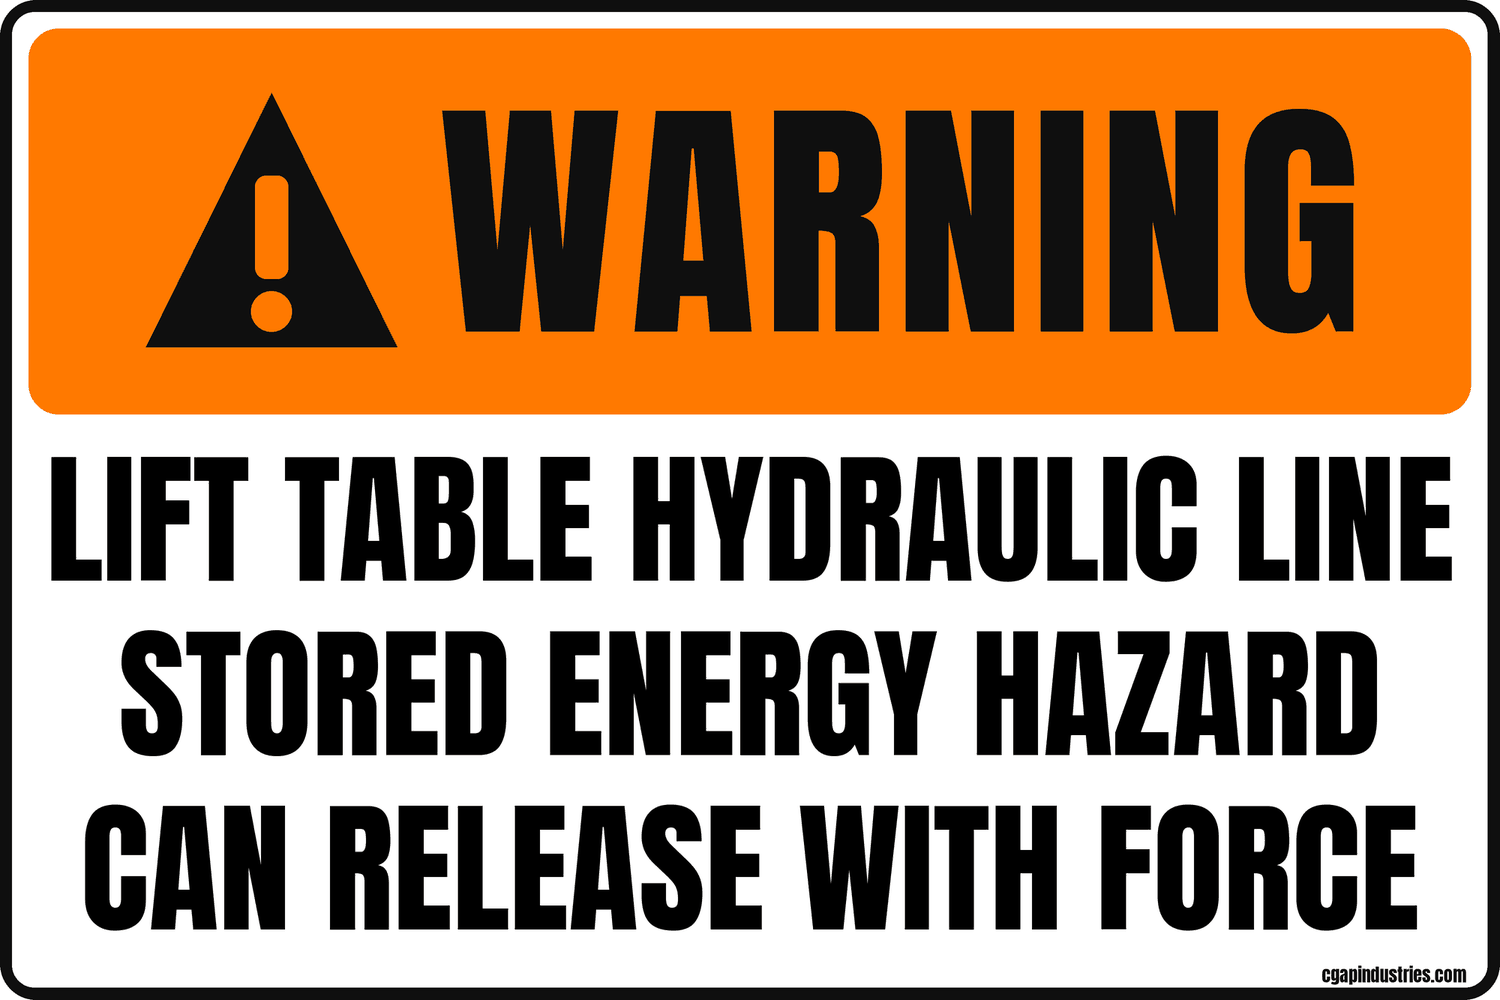 WARNING
LIFT TABLE HYDRAULIC LINE
STORED ENERGY HAZARD
CAN RELEASE WITH FORCE
cgapindustries.com